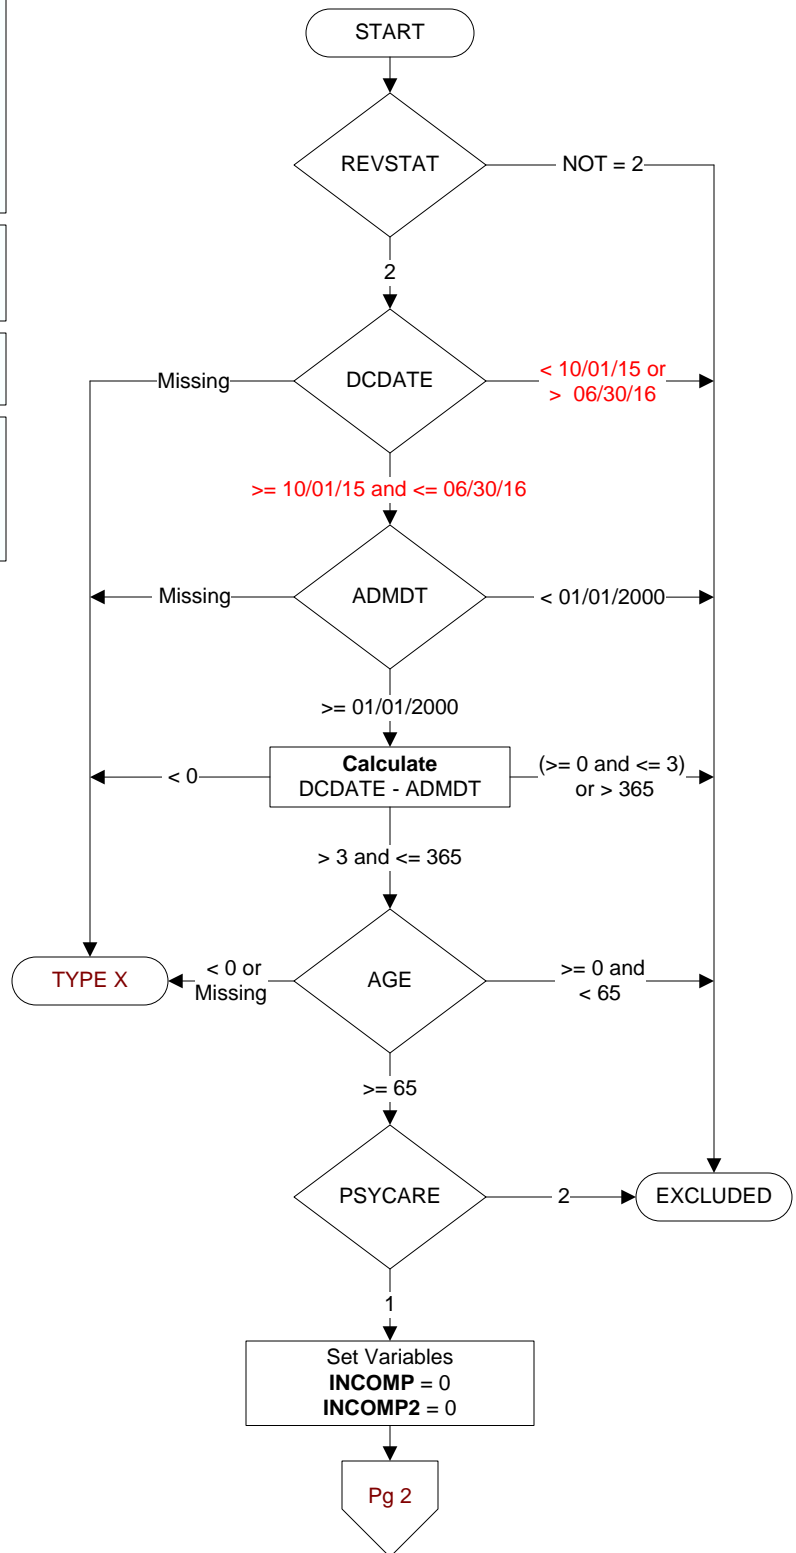 START
REVSTAT
NOT = 2
2
Missing
DCDATE
< 10/01/15 or
> 06/30/16
>= 10/01/15 and <= 06/30/16
Missing
ADMDT
< 01/01/2000
>= 01/01/2000
< 0
Calculate
DCDATE - ADMDT
(>= 0 and <= 3)
or > 365
> 3 and <= 365
TYPE X
< 0 or
Missing
AGE
>= 0 and
< 65
>= 65
PSYCARE
2
EXCLUDED
1
Set Variables
INCOMP = 0
INCOMP2 = 0
Pg 2